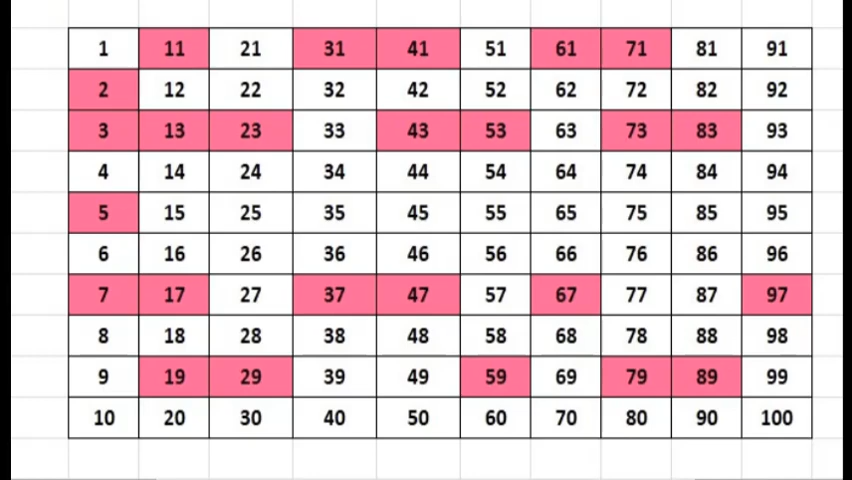 1 11 21 31 41 51 61 71 81 91
2 12 22 32 42 52 62 72 82 92
3 13 23 33 43 53 63 73 83 93
4 14 24 34 44 54 64 74 84 94
5 15 25 35 45 55 65 75 85 95
6 16 26 36 46 56 66 76 86 96
7 17 27 37 47 57 67 77 87 97
8 18 28 38 48 58 68 78 88 98
9 19 29 39 49 59 69 79 89 99
10 20 30 40 50 60 70 80 90 100